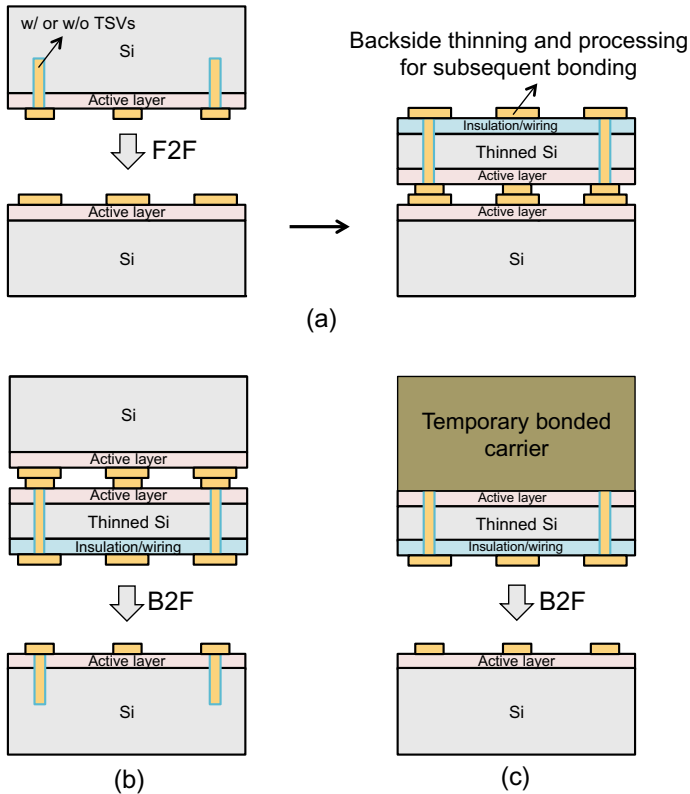 w/ or w/o TSVs
Si
Active layer
F2F
Active layer
Si
Backside thinning and processing
for subsequent bonding
Insulation/wiring
Thinned Si
Active layer
Active layer
Si
(a)
Si
Active layer
Active layer
Thinned Si
Insulation/wiring
B2F
Active layer
Si
(b)
Temporary bonded
carrier
Active layer
Thinned Si
Insulation/wiring
B2F
Active layer
Si
(c)